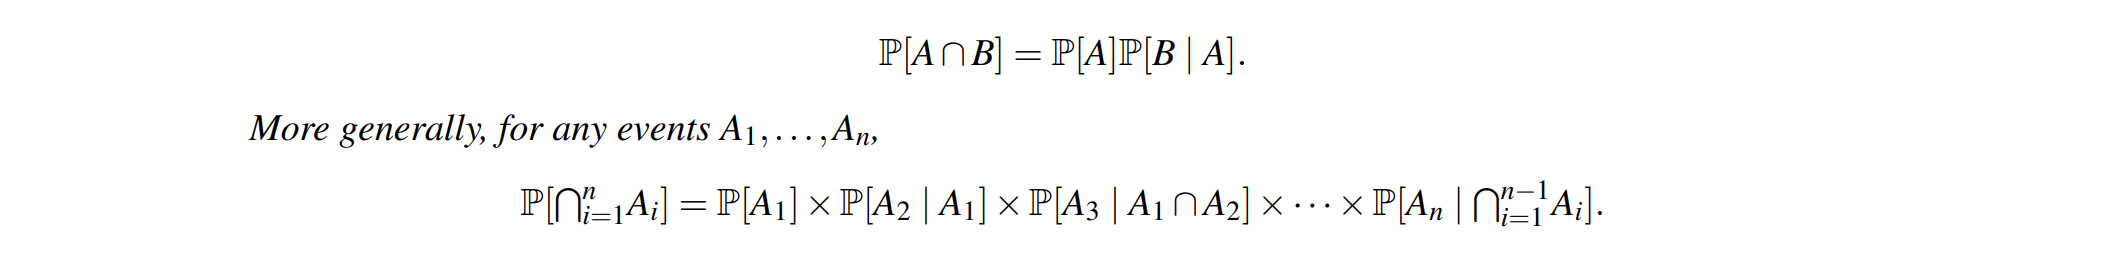 ℙ[A ∩ B] = ℙ[A]ℙ[B | A].
More generally, for any events A₁, . . . , Aₙ,
ℙ[⋂ⁿᵢ₌₁ Aᵢ] = ℙ[A₁] × ℙ[A₂ | A₁] × ℙ[A₃ | A₁ ∩ A₂] × ··· × ℙ[Aₙ | ⋂ⁿ⁻¹ᵢ₌₁ Aᵢ].